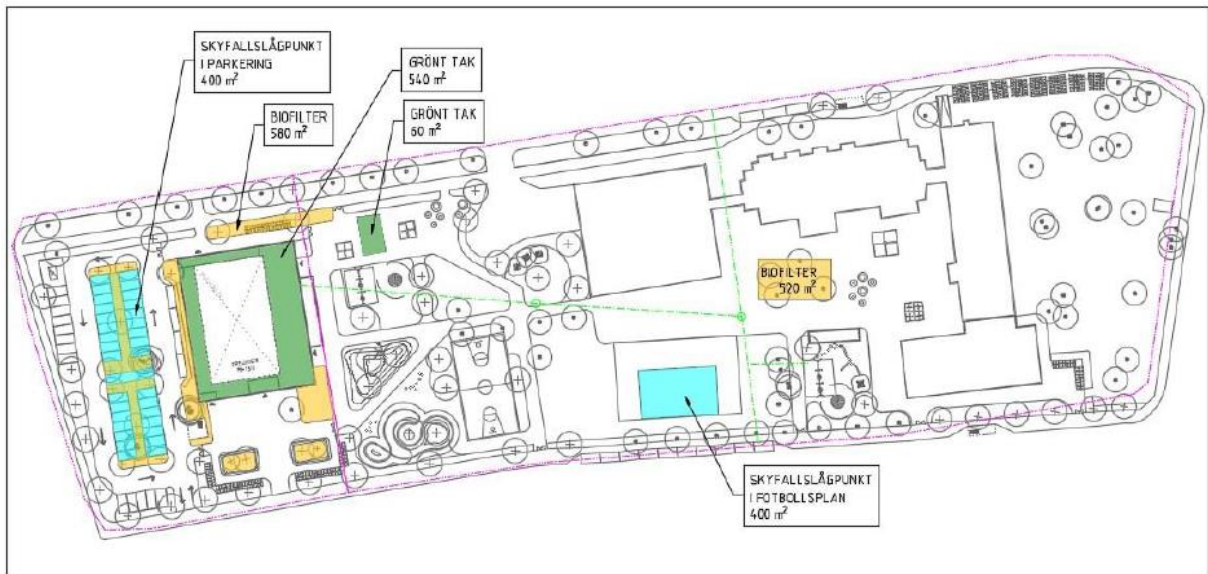 SKYFALLSLÅGPUNKT
I PARKERING
400 m²
GRÖNT TAK
540 m²
BIOFILTER
580 m²
GRÖNT TAK
60 m²
BIOFILTER
520 m²
SKYFALLSLÅGPUNKT
I FOTBOLLSPLAN
400 m²